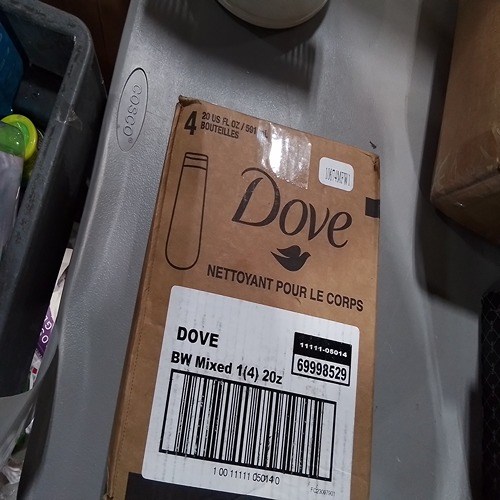 COSCO
4 20 US FL OZ / 591 mL
BOUTEILLES
Dove
NETTOYANT POUR LE CORPS
DOVE
BW Mixed 1(4) 20z
11111-05014
69998529
1 00 11111 05014 0